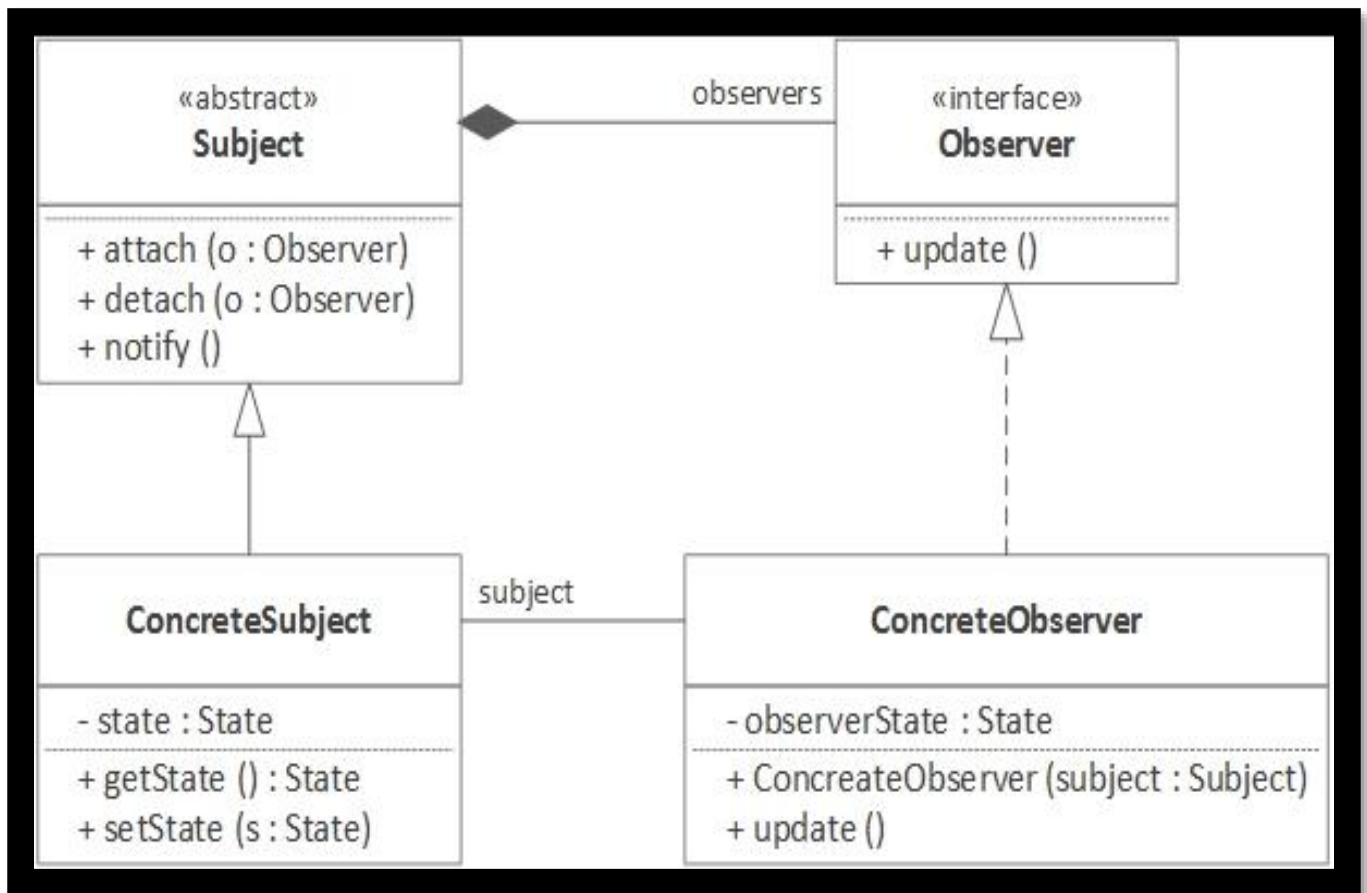 «abstract»
Subject
+ attach (o : Observer)
+ detach (o : Observer)
+ notify ()
observers
«interface»
Observer
+ update ()
ConcreteSubject
- state : State
+ getState () : State
+ setState (s : State)
subject
ConcreteObserver
- observerState : State
+ ConcreateObserver (subject : Subject)
+ update ()